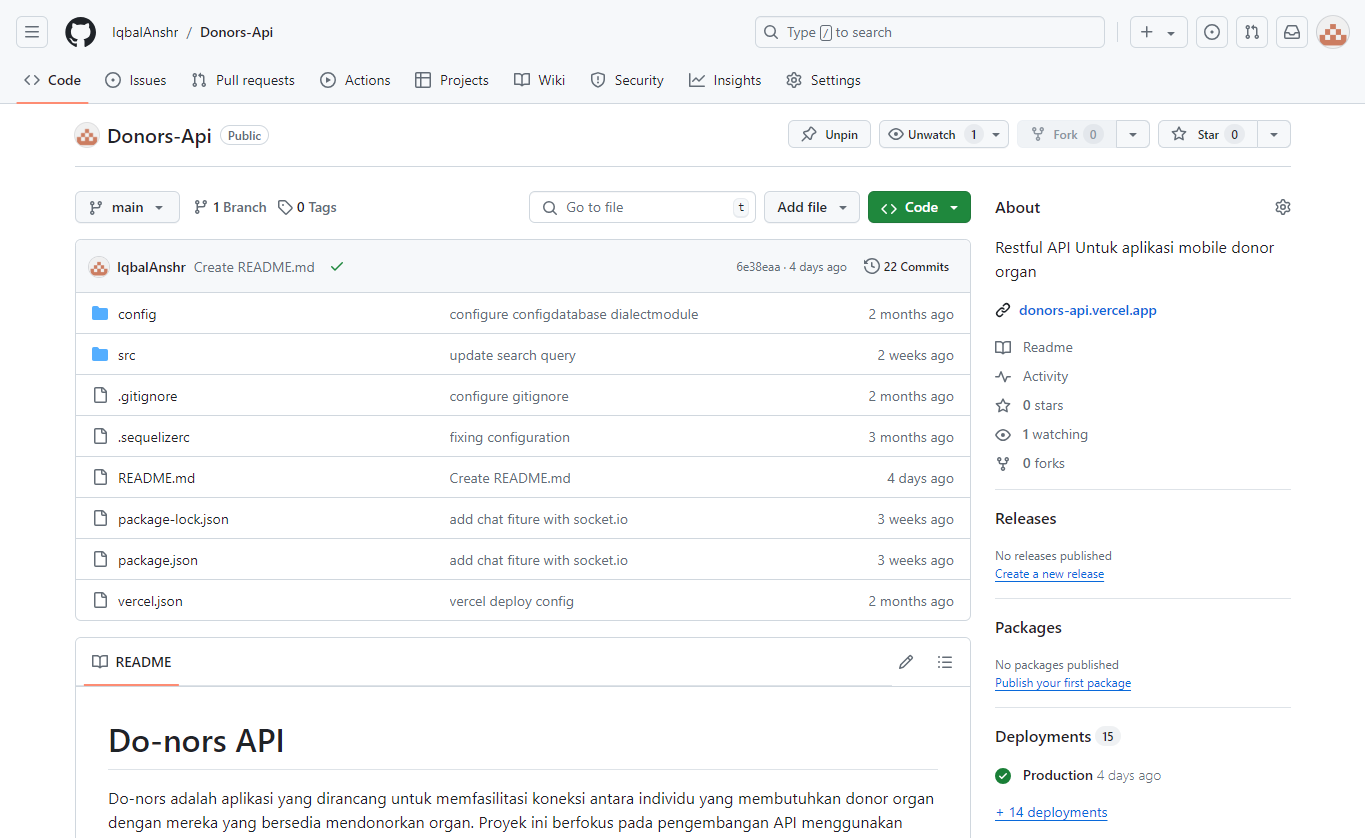 IqbalAnshr / Donors-Api
Type / to search
Code Issues Pull requests Actions Projects Wiki Security Insights Settings
Donors-Api Public
Unpin Unwatch 1 Fork 0 Star 0
main 1 Branch 0 Tags
Go to file t Add file Code
IqbalAnshr Create README.md 6e38eaa · 4 days ago 22 Commits
config configure configdatabase dialectmodule 2 months ago
src update search query 2 weeks ago
.gitignore configure gitignore 2 months ago
.sequelizerc fixing configuration 3 months ago
README.md Create README.md 4 days ago
package-lock.json add chat fiture with socket.io 3 weeks ago
package.json add chat fiture with socket.io 3 weeks ago
vercel.json vercel deploy config 2 months ago
README
Do-nors API
Do-nors adalah aplikasi yang dirancang untuk memfasilitasi koneksi antara individu yang membutuhkan donor organ
dengan mereka yang bersedia mendonorkan organ. Proyek ini berfokus pada pengembangan API menggunakan
About
Restful API Untuk aplikasi mobile donor
organ
donors-api.vercel.app
Readme
Activity
0 stars
1 watching
0 forks
Releases
No releases published
Create a new release
Packages
No packages published
Publish your first package
Deployments 15
Production 4 days ago
+ 14 deployments